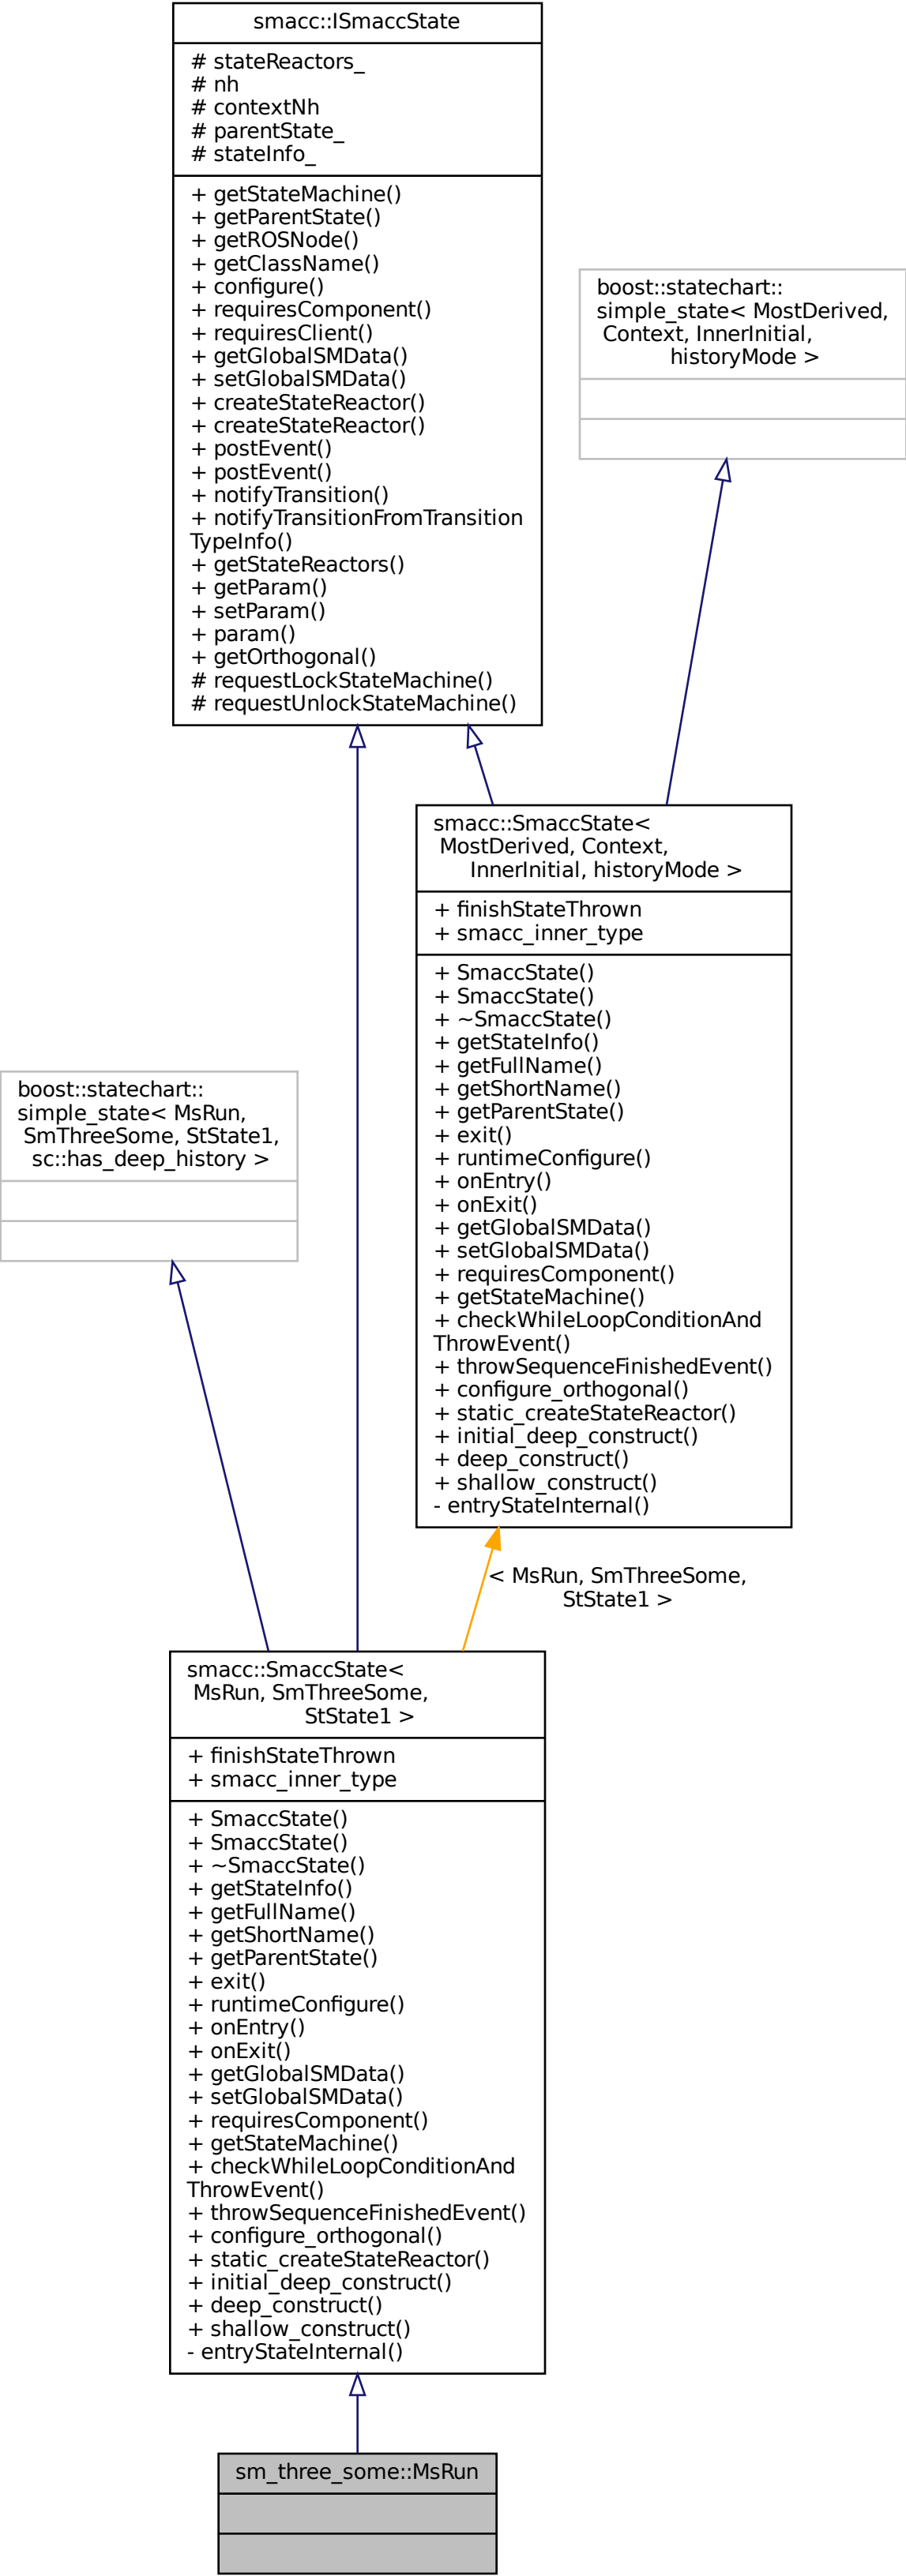 smacc::ISmaccState
# stateReactors_
# nh
# contextNh
# parentState_
# stateInfo_
+ getStateMachine()
+ getParentState()
+ getROSNode()
+ getClassName()
+ configure()
+ requiresComponent()
+ requiresClient()
+ getGlobalSMData()
+ setGlobalSMData()
+ createStateReactor()
+ createStateReactor()
+ postEvent()
+ postEvent()
+ notifyTransition()
+ notifyTransitionFromTransition
TypeInfo()
+ getStateReactors()
+ getParam()
+ setParam()
+ param()
+ getOrthogonal()
# requestLockStateMachine()
# requestUnlockStateMachine()
boost::statechart::
simple_state< MostDerived,
Context, InnerInitial,
historyMode >
smacc::SmaccState<
MostDerived, Context,
InnerInitial, historyMode >
+ finishStateThrown
+ smacc_inner_type
+ SmaccState()
+ SmaccState()
+ ~SmaccState()
+ getStateInfo()
+ getFullName()
+ getShortName()
+ getParentState()
+ exit()
+ runtimeConfigure()
+ onEntry()
+ onExit()
+ getGlobalSMData()
+ setGlobalSMData()
+ requiresComponent()
+ getStateMachine()
+ checkWhileLoopConditionAnd
ThrowEvent()
+ throwSequenceFinishedEvent()
+ configure_orthogonal()
+ static_createStateReactor()
+ initial_deep_construct()
+ deep_construct()
+ shallow_construct()
- entryStateInternal()
boost::statechart::
simple_state< MsRun,
SmThreeSome, StState1,
sc::has_deep_history >
< MsRun, SmThreeSome,
StState1 >
smacc::SmaccState<
MsRun, SmThreeSome,
StState1 >
+ finishStateThrown
+ smacc_inner_type
+ SmaccState()
+ SmaccState()
+ ~SmaccState()
+ getStateInfo()
+ getFullName()
+ getShortName()
+ getParentState()
+ exit()
+ runtimeConfigure()
+ onEntry()
+ onExit()
+ getGlobalSMData()
+ setGlobalSMData()
+ requiresComponent()
+ getStateMachine()
+ checkWhileLoopConditionAnd
ThrowEvent()
+ throwSequenceFinishedEvent()
+ configure_orthogonal()
+ static_createStateReactor()
+ initial_deep_construct()
+ deep_construct()
+ shallow_construct()
- entryStateInternal()
sm_three_some::MsRun